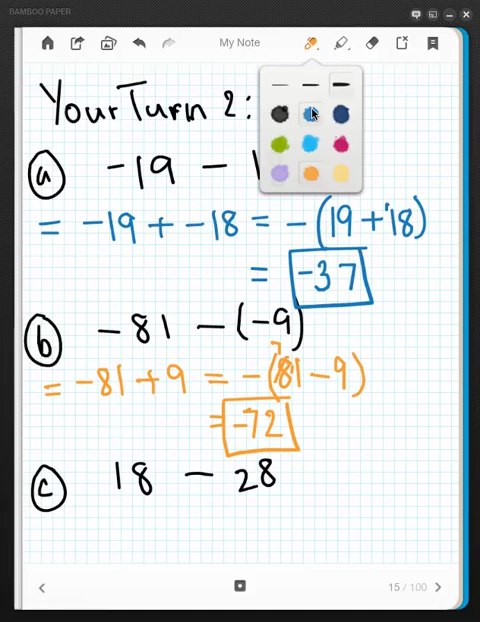 BAMBOO PAPER
My Note
Your Turn 2:
a -19 -
= -19 + -18 = -(19 + 18)
= -37
b -81 - (-9)
= -81 + 9 = -(81 - 9)
= -72
c 18 - 28
15 / 100